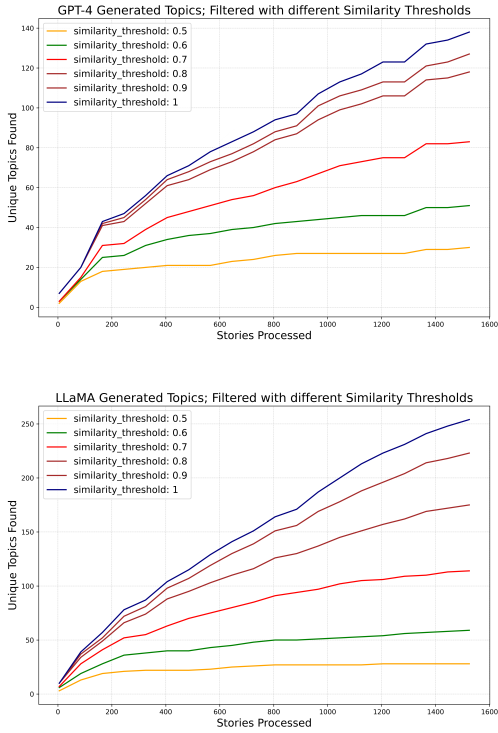 GPT-4 Generated Topics; Filtered with different Similarity Thresholds
140
120
100
80
60
40
20
0
Unique Topics Found
similarity_threshold: 0.5
similarity_threshold: 0.6
similarity_threshold: 0.7
similarity_threshold: 0.8
similarity_threshold: 0.9
similarity_threshold: 1
0 200 400 600 800 1000 1200 1400 1600
Stories Processed
LLaMA Generated Topics; Filtered with different Similarity Thresholds
250
200
150
100
50
0
Unique Topics Found
similarity_threshold: 0.5
similarity_threshold: 0.6
similarity_threshold: 0.7
similarity_threshold: 0.8
similarity_threshold: 0.9
similarity_threshold: 1
0 200 400 600 800 1000 1200 1400 1600
Stories Processed